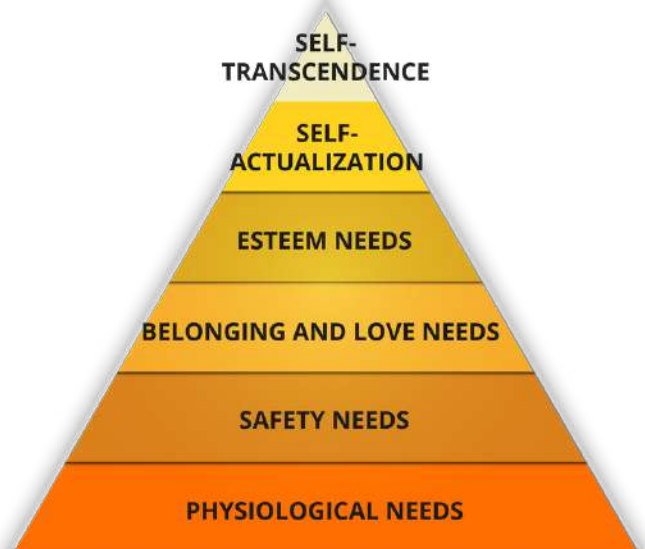 SELF-
TRANSCENDENCE
SELF-
ACTUALIZATION
ESTEEM NEEDS
BELONGING AND LOVE NEEDS
SAFETY NEEDS
PHYSIOLOGICAL NEEDS